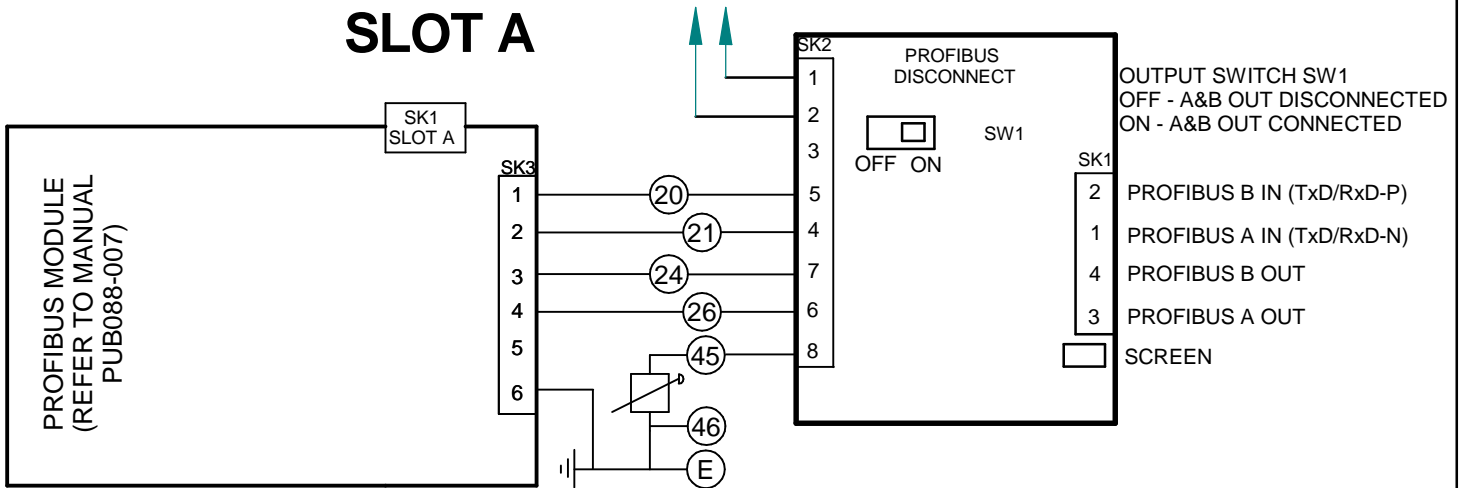 SLOT A
SK1
SLOT A
PROFIBUS MODULE
(REFER TO MANUAL
PUB088-007)
SK3
1
2
3
4
5
6
20
21
24
26
45
46
E
SK2
1
2
3
5
4
7
6
8
PROFIBUS
DISCONNECT
SW1
OFF ON
OUTPUT SWITCH SW1
OFF - A&B OUT DISCONNECTED
ON - A&B OUT CONNECTED
SK1
2 PROFIBUS B IN (TxD/RxD-P)
1 PROFIBUS A IN (TxD/RxD-N)
4 PROFIBUS B OUT
3 PROFIBUS A OUT
SCREEN